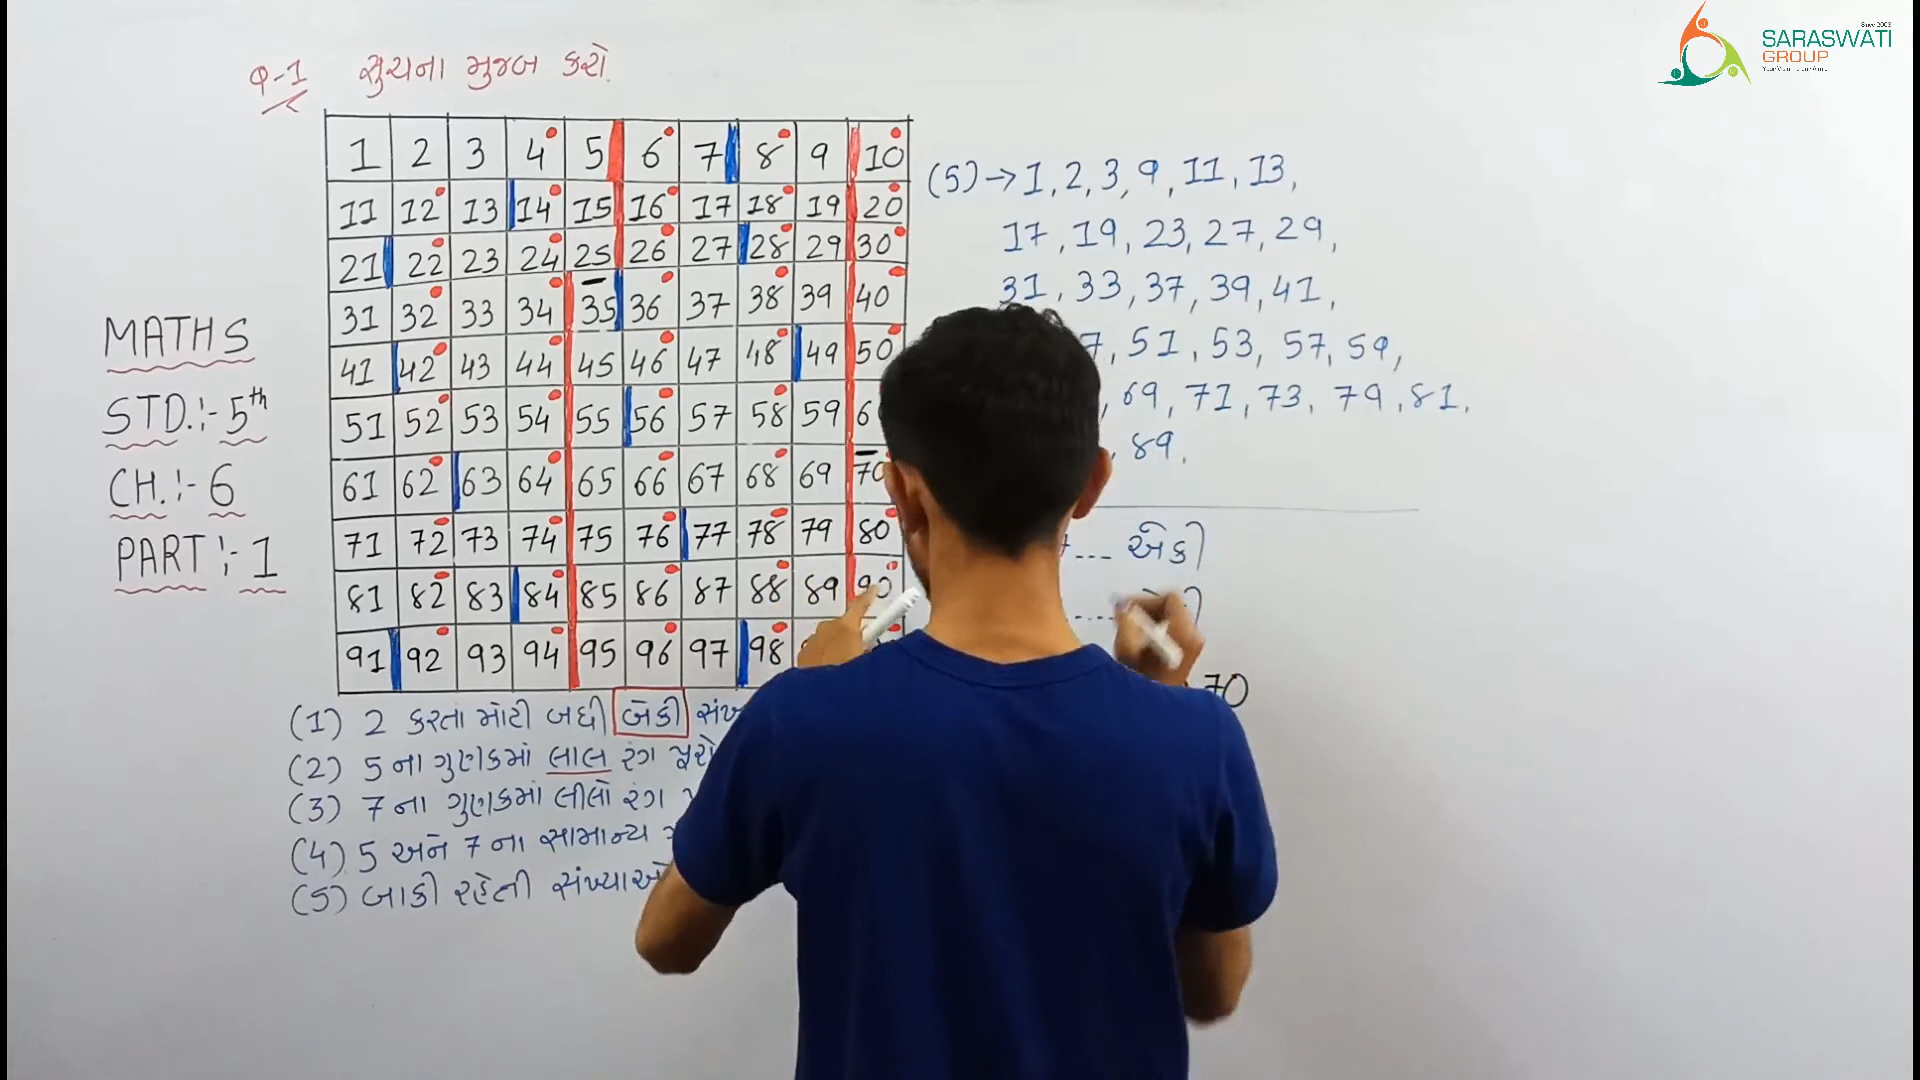 Since 2002
SARASWATI
GROUP
Q-1 સુચના મુજબ કરો.
1 2 3 4 5 6 7 8 9 10
11 12 13 14 15 16 17 18 19 20
21 22 23 24 25 26 27 28 29 30
31 32 33 34 35 36 37 38 39 40
41 42 43 44 45 46 47 48 49 50
51 52 53 54 55 56 57 58 59 6
61 62 63 64 65 66 67 68 69 70
71 72 73 74 75 76 77 78 79 80
81 82 83 84 85 86 87 88 89 90
91 92 93 94 95 96 97 98
MATHS
STD.:- 5th
CH.:- 6
PART:- 1
(1) 2 કરતા મોટી બધી બેકી
(2) 5 ના ગુણકમાં લાલ રંગ પૂરો
(3) 7 ના ગુણકમાં લીલો રંગ
(4) 5 અને 7 ના સામાન્ય
(5) બાકી રહેલી સંખ્યાઓ
(5) → 1, 2, 3, 9, 11, 13,
17, 19, 23, 27, 29,
31, 33, 37, 39, 41,
7, 51, 53, 57, 59,
, 69, 71, 73, 79, 81.
, 89.
--- એકી
70